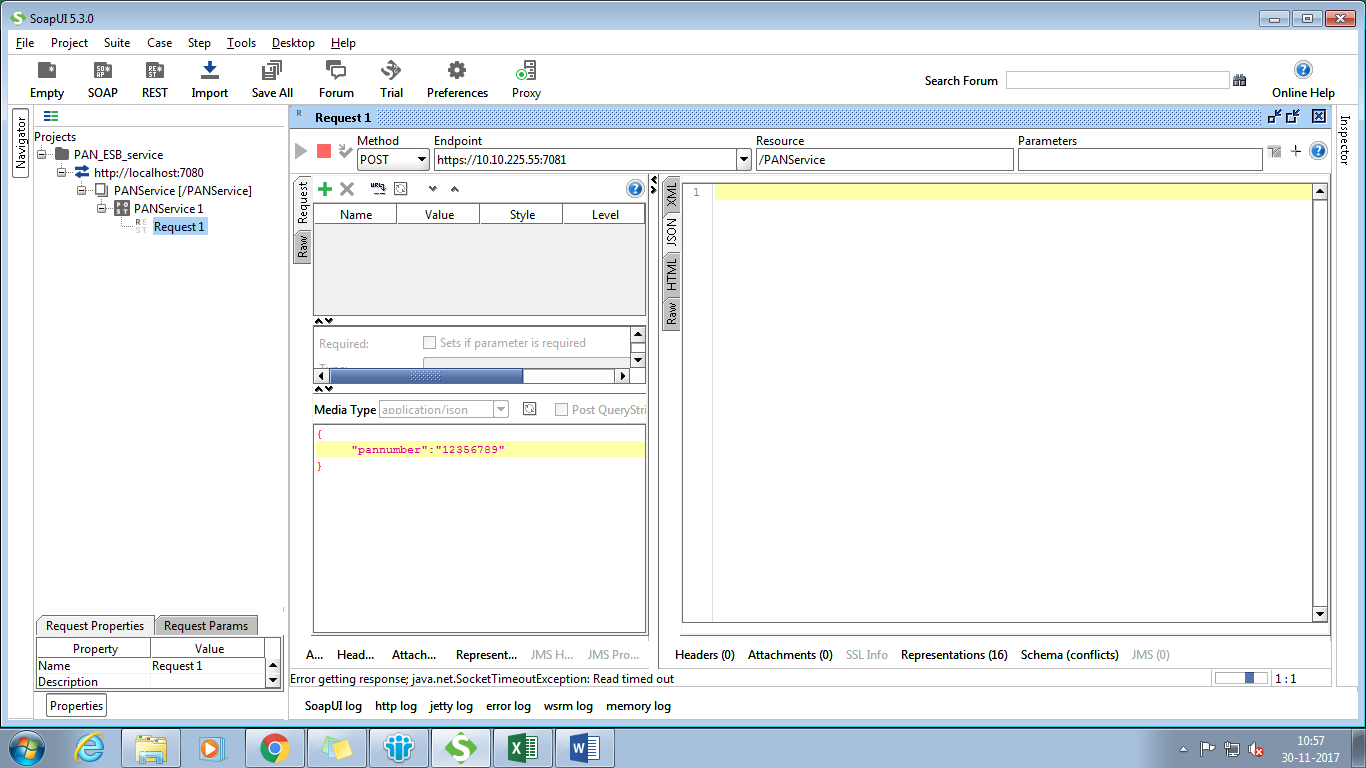 SoapUI 5.3.0
File Project Suite Case Step Tools Desktop Help
Empty SOAP REST Import Save All Forum Trial Preferences Proxy
Search Forum
Online Help
Navigator
Projects
PAN_ESB_service
http://localhost:7080
PANService [/PANService]
PANService 1
Request 1
Request 1
Inspector
Method Endpoint Resource Parameters
POST https://10.10.225.55:7081 /PANService
Request
Raw
Name Value Style Level
Required: Sets if parameter is required
Media Type application/json Post QueryStri
{
"pannumber":"12356789"
}
XML
JSON
HTML
Raw
1
A... Head... Attach... Represent... JMS H... JMS Pro...
Headers (0) Attachments (0) SSL Info Representations (16) Schema (conflicts) JMS (0)
Request Properties Request Params
Property Value
Name Request 1
Description
Properties
Error getting response; java.net.SocketTimeoutException: Read timed out
1 : 1
SoapUI log http log jetty log error log wsrm log memory log
10:57
30-11-2017